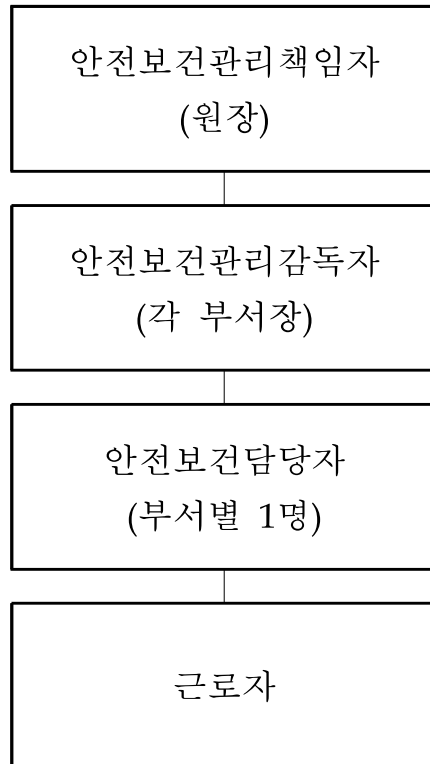 안전보건관리책임자
(원장)
안전보건관리감독자
(각 부서장)
안전보건담당자
(부서별 1명)
근로자